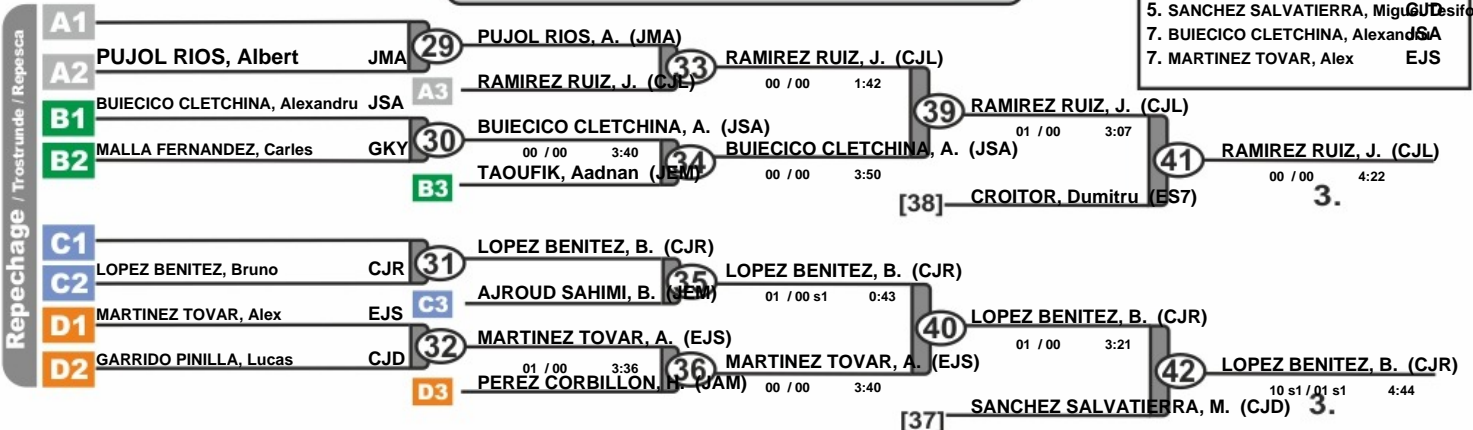 5. SANCHEZ SALVATIERRA, Miguel Tesifo CJD
7. BUIECICO CLETCHINA, Alexandru JSA
7. MARTINEZ TOVAR, Alex EJS
Repechage / Trostrunde / Repesca
A1
A2 PUJOL RIOS, Albert JMA
B1 BUIECICO CLETCHINA, Alexandru JSA
B2 MALLA FERNANDEZ, Carles GKY
C1
C2 LOPEZ BENITEZ, Bruno CJR
D1 MARTINEZ TOVAR, Alex EJS
D2 GARRIDO PINILLA, Lucas CJD
29
30
31
32
PUJOL RIOS, A. (JMA)
A3 RAMIREZ RUIZ, J. (CJL)
BUIECICO CLETCHINA, A. (JSA)
00 / 00 3:40
B3 TAOUFIK, Aadnan (JEM)
LOPEZ BENITEZ, B. (CJR)
C3 AJROUD SAHIMI, B. (JEM)
MARTINEZ TOVAR, A. (EJS)
01 / 00 3:36
D3 PEREZ CORBILLON, H. (JAM)
33
34
35
36
RAMIREZ RUIZ, J. (CJL)
00 / 00 1:42
BUIECICO CLETCHINA, A. (JSA)
00 / 00 3:50
LOPEZ BENITEZ, B. (CJR)
01 / 00 s1 0:43
MARTINEZ TOVAR, A. (EJS)
00 / 00 3:40
39
40
RAMIREZ RUIZ, J. (CJL)
01 / 00 3:07
[38] CROITOR, Dumitru (ES7)
LOPEZ BENITEZ, B. (CJR)
01 / 00 3:21
[37] SANCHEZ SALVATIERRA, M. (CJD)
41
42
RAMIREZ RUIZ, J. (CJL)
00 / 00 4:22
3.
LOPEZ BENITEZ, B. (CJR)
10 s1 / 01 s1 4:44
3.